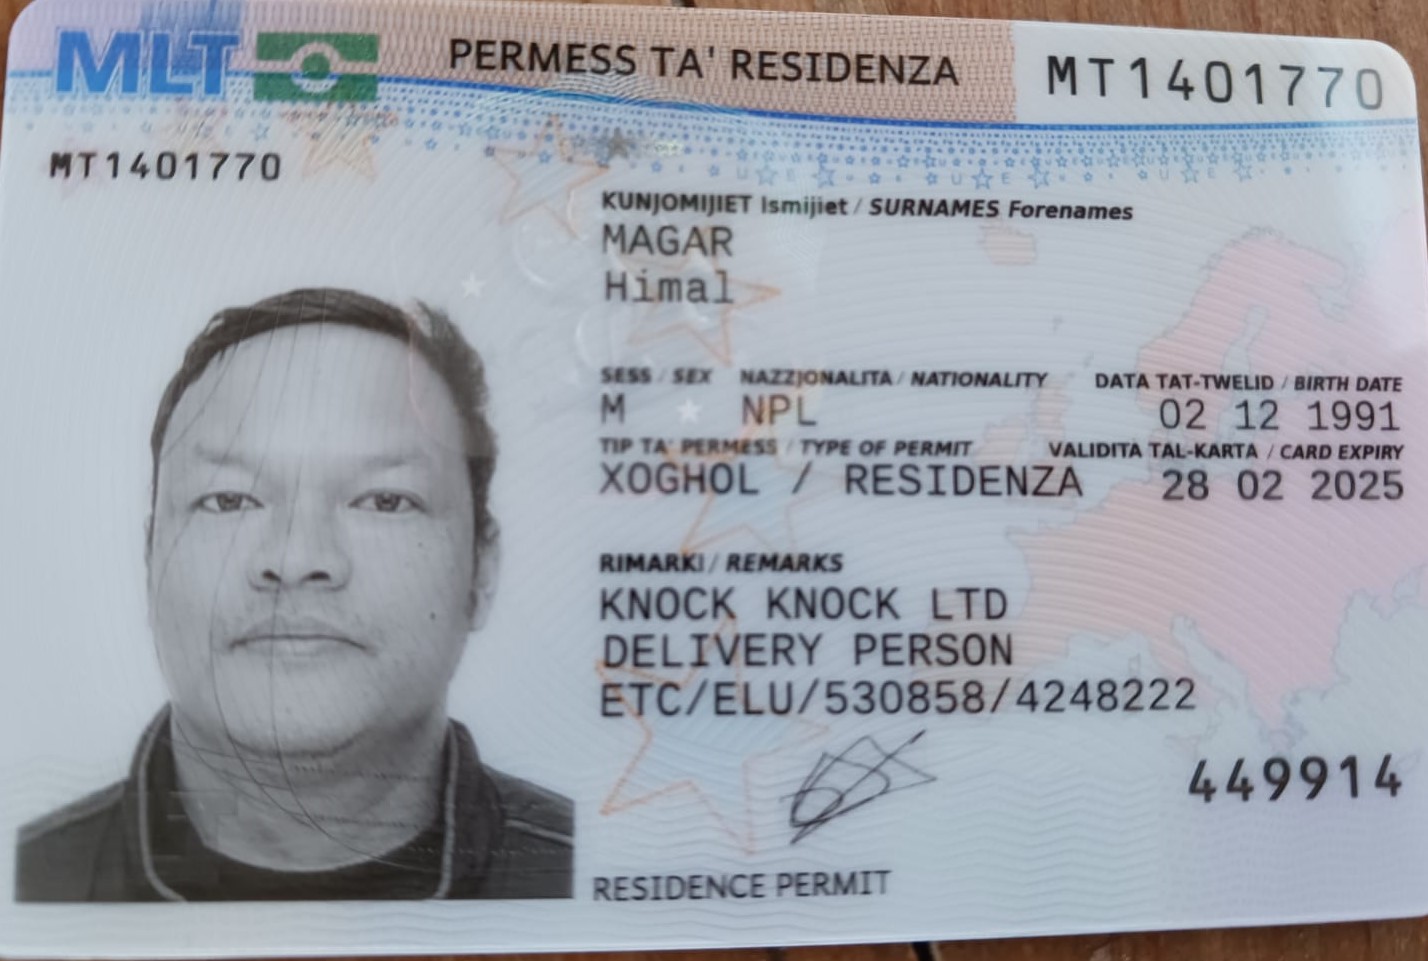 MLT PERMESS TA' RESIDENZA MT1401770
MT1401770
KUNJOMIJIET Ismijiet / SURNAMES Forenames
MAGAR
Himal
SESS / SEX NAZZJONALITA / NATIONALITY DATA TAT-TWELID / BIRTH DATE
M NPL 02 12 1991
TIP TA' PERMESS / TYPE OF PERMIT VALIDITA TAL-KARTA / CARD EXPIRY
XOGHOL / RESIDENZA 28 02 2025
RIMARKI / REMARKS
KNOCK KNOCK LTD
DELIVERY PERSON
ETC/ELU/530858/4248222
449914
RESIDENCE PERMIT